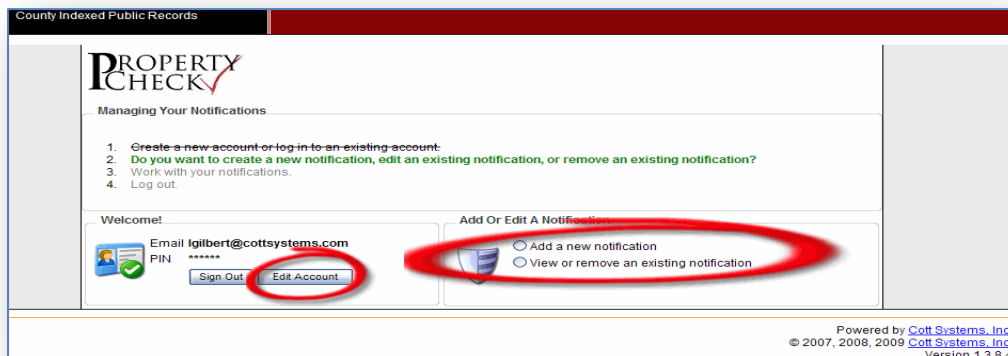 County Indexed Public Records
PROPERTY
CHECK
Managing Your Notifications
1. Create a new account or log in to an existing account.
2. Do you want to create a new notification, edit an existing notification, or remove an existing notification?
3. Work with your notifications.
4. Log out.
Welcome!
Email lgilbert@cottsystems.com
PIN ******
Sign Out Edit Account
Add Or Edit A Notification
Add a new notification
View or remove an existing notification
Powered by Cott Systems, Inc
© 2007, 2008, 2009 Cott Systems, Inc
Version 1.3.8.